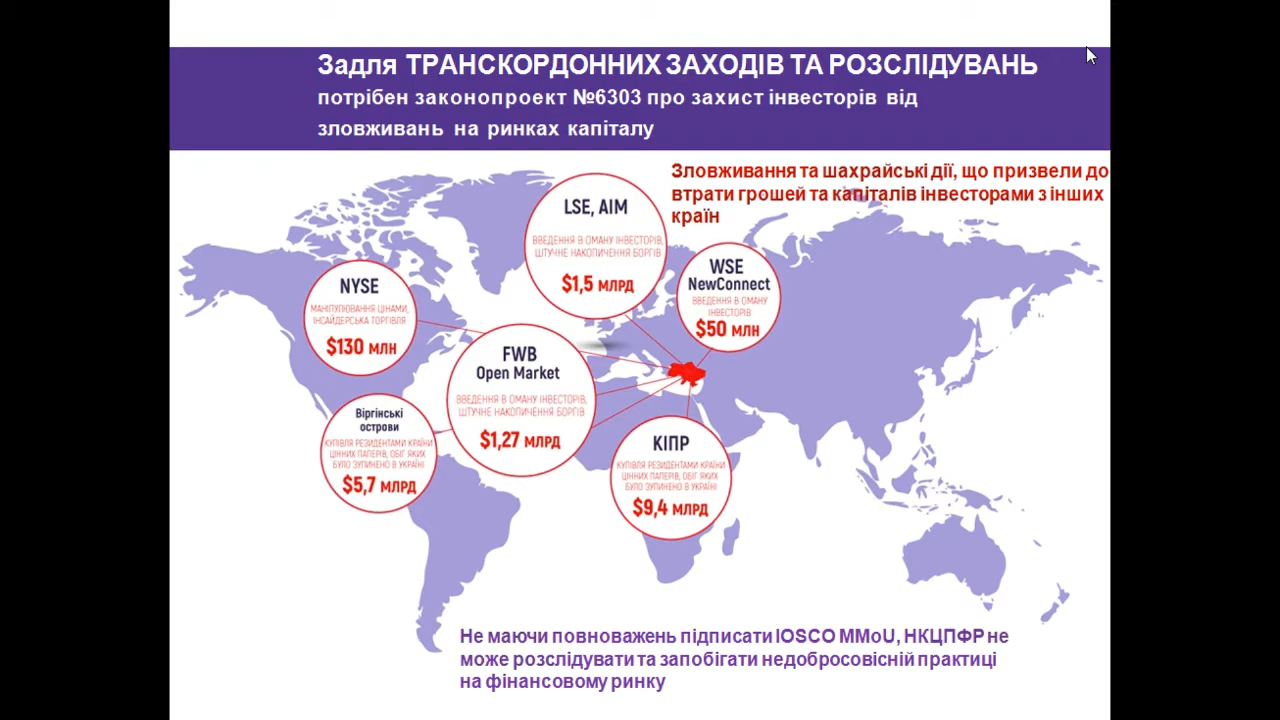 Задля ТРАНСКОРДОННИХ ЗАХОДІВ ТА РОЗСЛІДУВАНЬ
потрібен законопроект №6303 про захист інвесторів від
зловживань на ринках капіталу
Зловживання та шахрайські дії, що призвели до
втрати грошей та капіталів інвесторами з інших
країн
LSE, AIM
ВВЕДЕННЯ В ОМАНУ ІНВЕСТОРІВ,
ШТУЧНЕ НАКОПИЧЕННЯ БОРГІВ
$1,5 МЛРД
WSE
NewConnect
ВВЕДЕННЯ В ОМАНУ
ІНВЕСТОРІВ
$50 МЛН
NYSE
МАНІПУЛЮВАННЯ ЦІНАМИ,
ІНСАЙДЕРСЬКА ТОРГІВЛЯ
$130 МЛН
FWB
Open Market
ВВЕДЕННЯ В ОМАНУ ІНВЕСТОРІВ,
ШТУЧНЕ НАКОПИЧЕННЯ БОРГІВ
$1,27 МЛРД
Віргінські
острови
КУПІВЛЯ РЕЗИДЕНТАМИ КРАЇНИ
ЦІННИХ ПАПЕРІВ, ОБІГ ЯКИХ
БУЛО ЗУПИНЕНО В УКРАЇНІ
$5,7 МЛРД
КІПР
КУПІВЛЯ РЕЗИДЕНТАМИ КРАЇНИ
ЦІННИХ ПАПЕРІВ, ОБІГ ЯКИХ
БУЛО ЗУПИНЕНО В УКРАЇНІ
$9,4 МЛРД
Не маючи повноважень підписати IOSCO MMoU, НКЦПФР не
може розслідувати та запобігати недобросовісній практиці
на фінансовому ринку